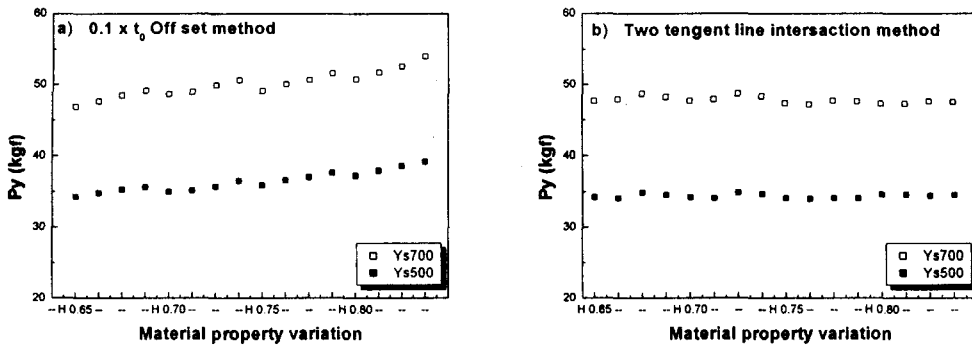 a) 0.1 x t0 Off set method
60
50
40
30
20
Py (kgf)
Ys700
Ys500
--H 0.65 -- -- --H 0.70 -- -- --H 0.75 -- -- --H 0.80 -- -- --
Material property variation
b) Two tengent line intersaction method
60
50
40
30
20
Py (kgf)
Ys700
Ys500
H 0.65 -- -- --H 0.70 -- -- --H 0.75 -- -- --H 0.80 -- -- --
Material property variation